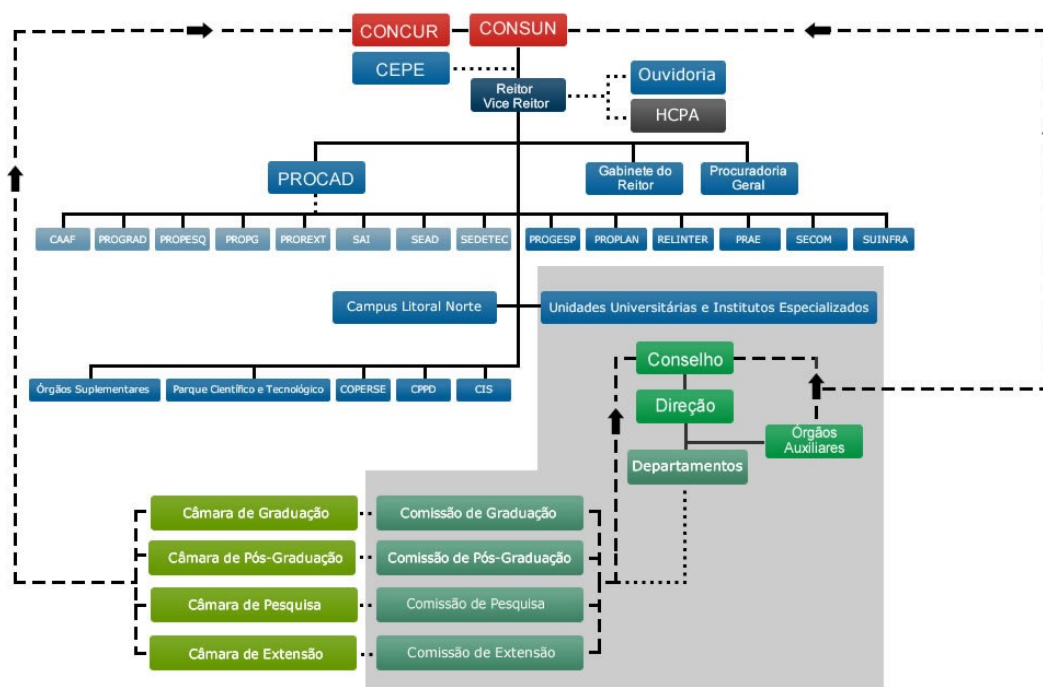 CONCUR
CONSUN
CEPE
Reitor
Vice Reitor
Ouvidoria
HCPA
PROCAD
Gabinete do
Reitor
Procuradoria
Geral
CAAF
PROGRAD
PROPESQ
PROPG
PROREXT
SAI
SEAD
SEDETEC
PROGESP
PROPLAN
RELINTER
PRAE
SECOM
SUINFRA
Campus Litoral Norte
Unidades Universitárias e Institutos Especializados
Órgãos Suplementares
Parque Científico e Tecnológico
COPERSE
CPPD
CIS
Conselho
Direção
Órgãos
Auxiliares
Departamentos
Câmara de Graduação
Comissão de Graduação
Câmara de Pós-Graduação
Comissão de Pós-Graduação
Câmara de Pesquisa
Comissão de Pesquisa
Câmara de Extensão
Comissão de Extensão